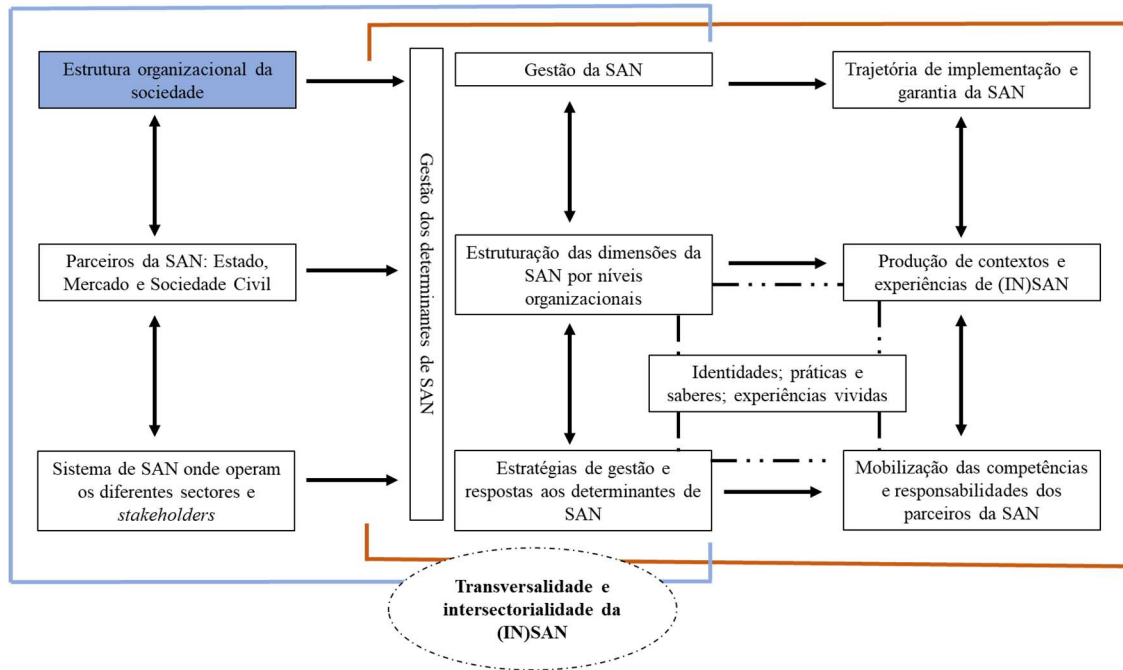 Estrutura organizacional da
sociedade
Gestão da SAN
Trajetória de implementação e
garantia da SAN
Gestão dos determinantes de SAN
Parceiros da SAN: Estado,
Mercado e Sociedade Civil
Estruturação das dimensões da
SAN por níveis
organizacionais
Produção de contextos e
experiências de (IN)SAN
Identidades; práticas e
saberes; experiências vividas
Sistema de SAN onde operam
os diferentes sectores e
stakeholders
Estratégias de gestão e
respostas aos determinantes de
SAN
Mobilização das competências
e responsabilidades dos
parceiros da SAN
Transversalidade e
intersectorialidade da
(IN)SAN